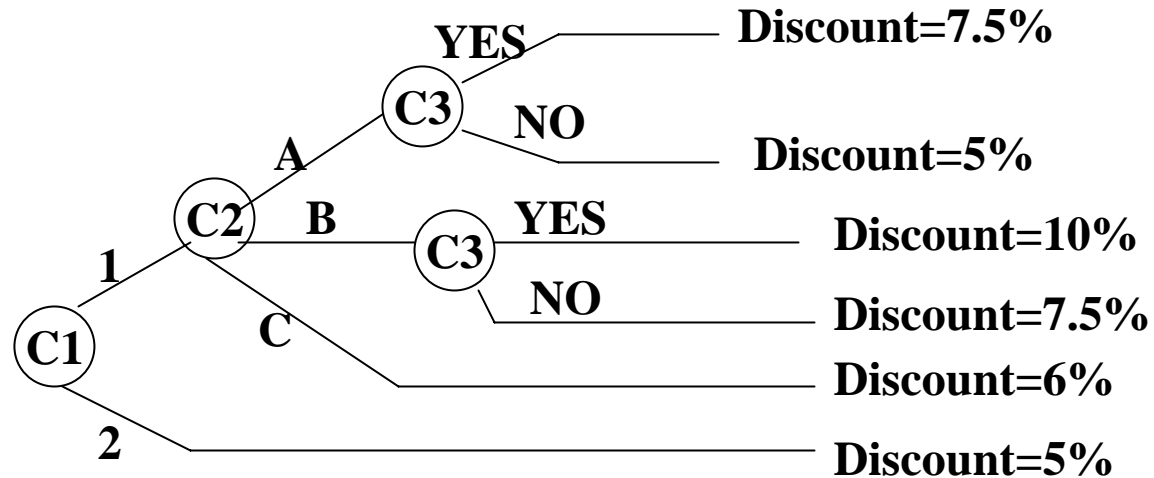 YES
Discount=7.5%
C3
NO
A
Discount=5%
C2
B
YES
C3
Discount=10%
1
NO
Discount=7.5%
C
C1
Discount=6%
2
Discount=5%